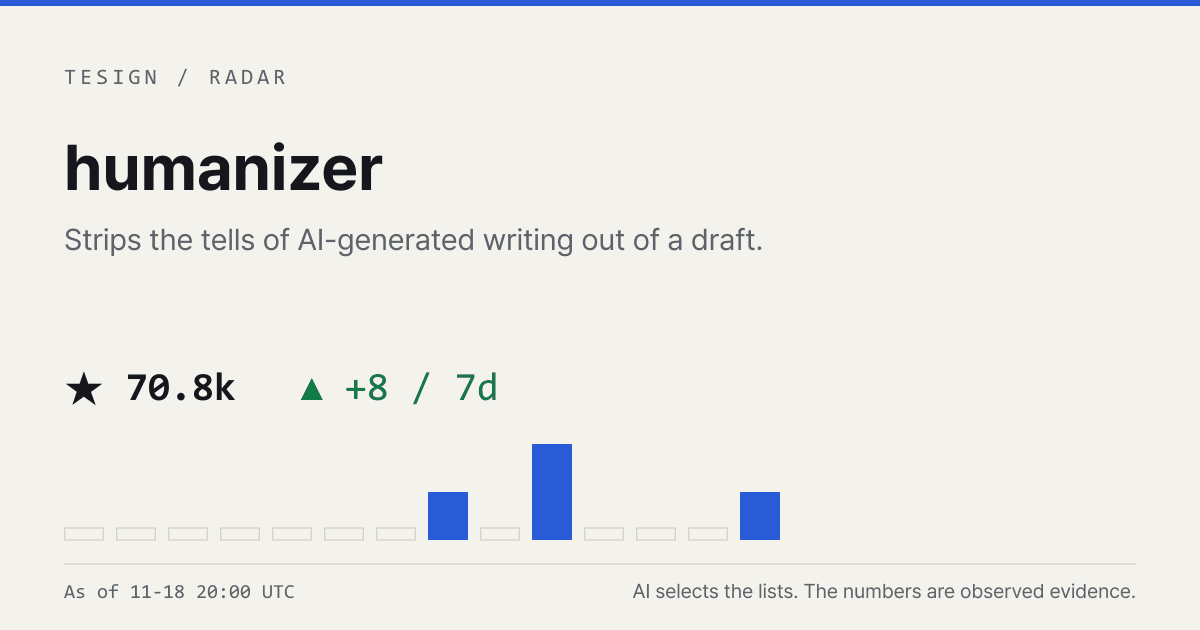 TESIGN / RADAR
humanizer
Strips the tells of AI-generated writing out of a draft.
★ 70.8k ▲ +8 / 7d
As of 11-18 20:00 UTC
AI selects the lists. The numbers are observed evidence.